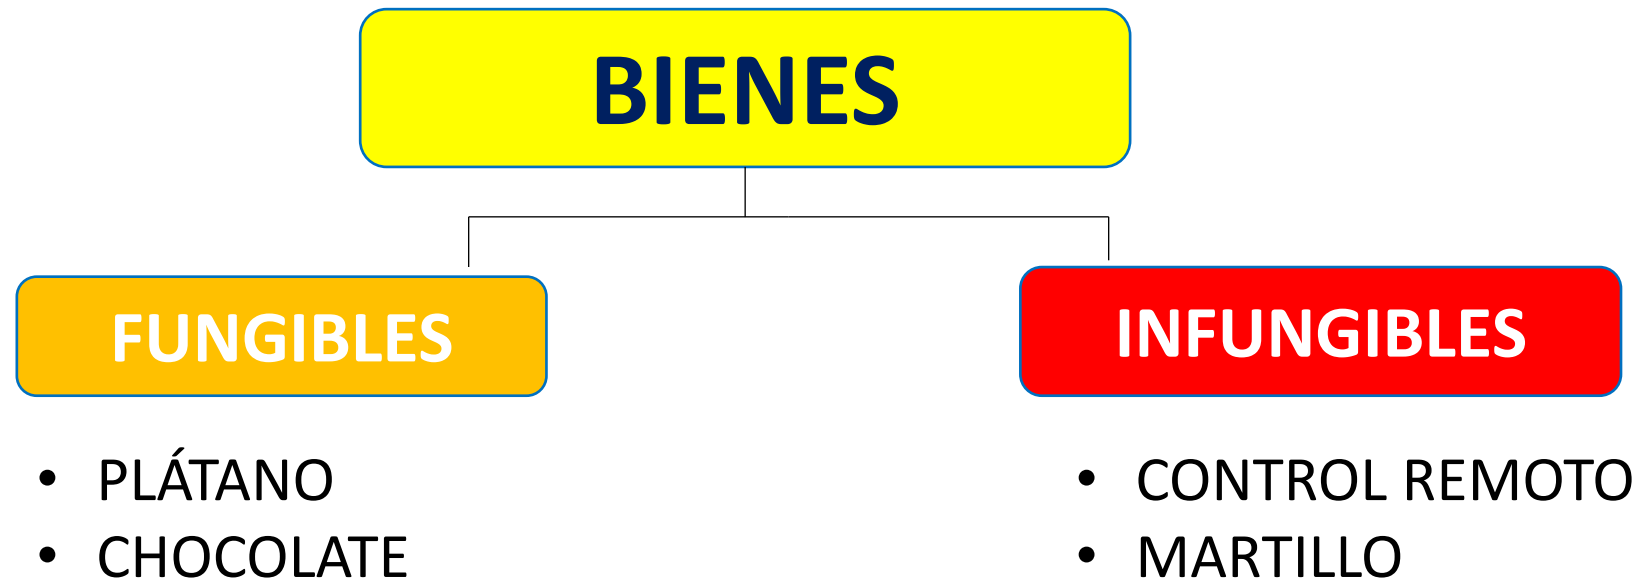 BIENES
FUNGIBLES
INFUNGIBLES
• PLÁTANO
• CHOCOLATE
• CONTROL REMOTO
• MARTILLO